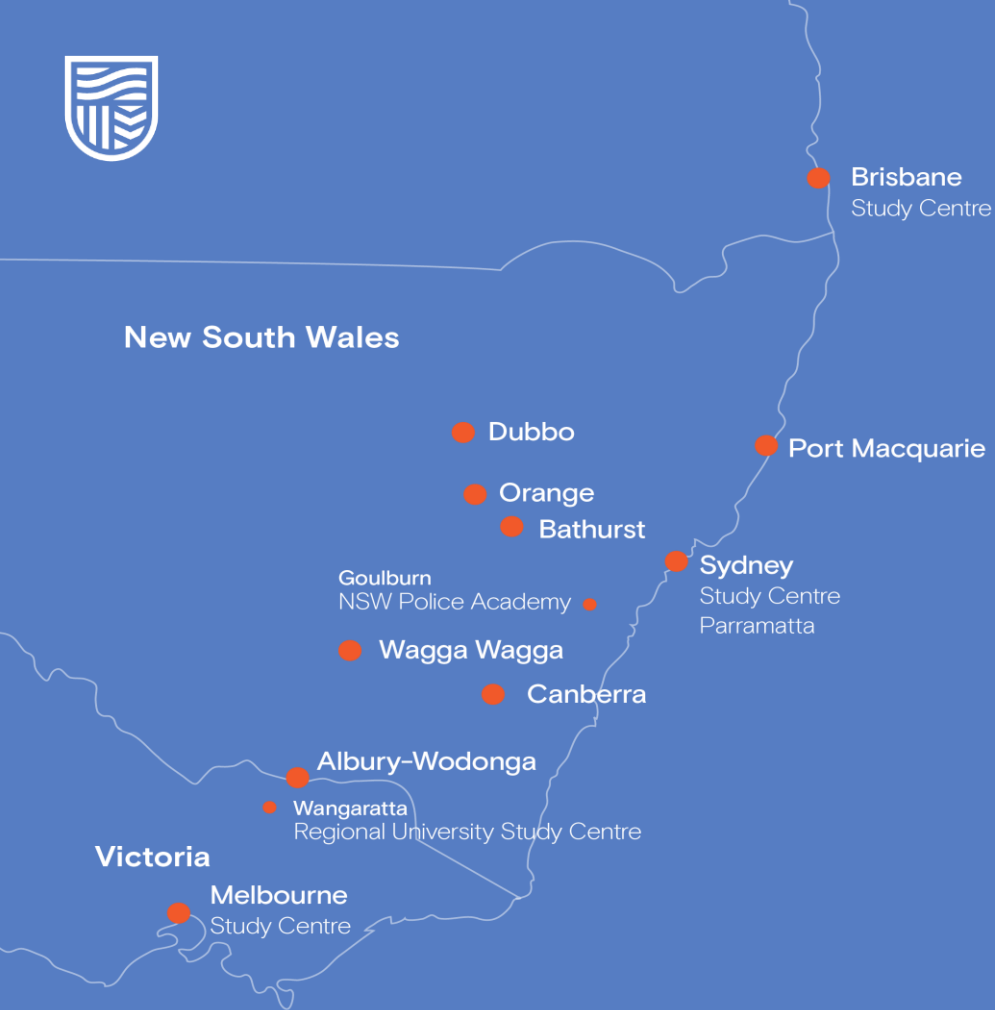 Brisbane
Study Centre
New South Wales
Dubbo
Port Macquarie
Orange
Bathurst
Sydney
Study Centre
Parramatta
Goulburn
NSW Police Academy
Wagga Wagga
Canberra
Albury-Wodonga
Wangaratta
Regional University Study Centre
Victoria
Melbourne
Study Centre